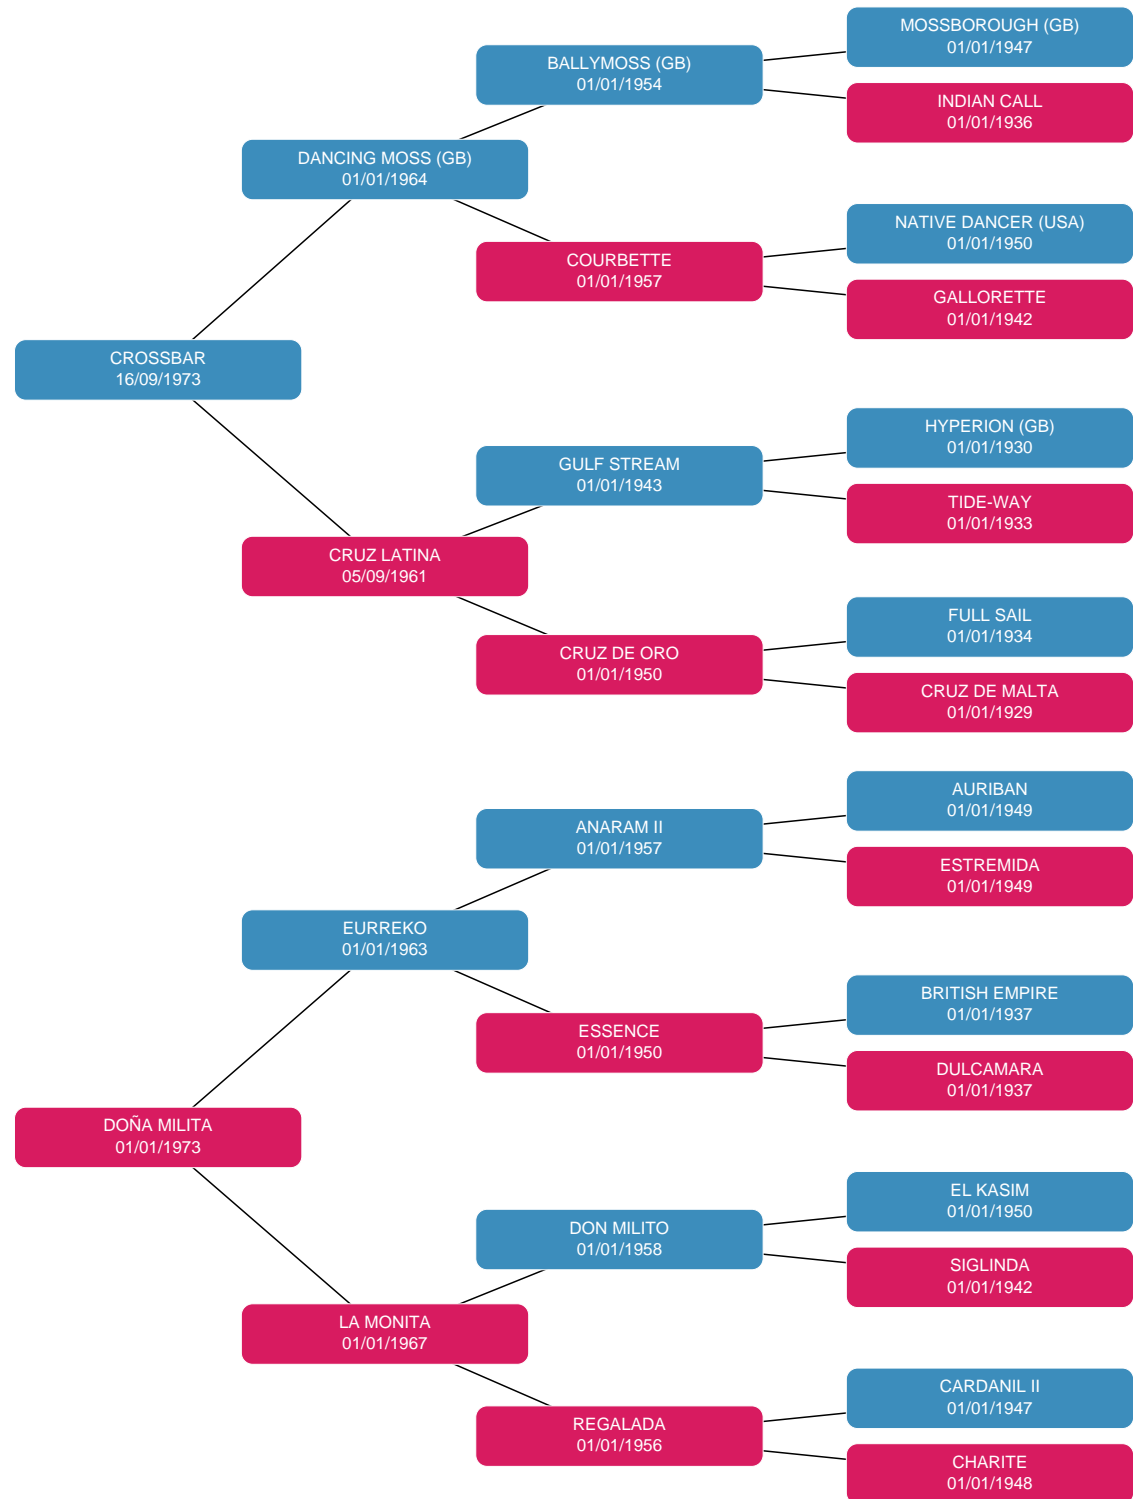 MOSSBOROUGH (GB)
01/01/1947
BALLYMOSS (GB)
01/01/1954
INDIAN CALL
01/01/1936
DANCING MOSS (GB)
01/01/1964
NATIVE DANCER (USA)
01/01/1950
COURBETTE
01/01/1957
GALLORETTE
01/01/1942
CROSSBAR
16/09/1973
HYPERION (GB)
01/01/1930
GULF STREAM
01/01/1943
TIDE-WAY
01/01/1933
CRUZ LATINA
05/09/1961
FULL SAIL
01/01/1934
CRUZ DE ORO
01/01/1950
CRUZ DE MALTA
01/01/1929
AURIBAN
01/01/1949
ANARAM II
01/01/1957
ESTREMIDA
01/01/1949
EURREKO
01/01/1963
BRITISH EMPIRE
01/01/1937
ESSENCE
01/01/1950
DULCAMARA
01/01/1937
DOÑA MILITA
01/01/1973
EL KASIM
01/01/1950
DON MILITO
01/01/1958
SIGLINDA
01/01/1942
LA MONITA
01/01/1967
CARDANIL II
01/01/1947
REGALADA
01/01/1956
CHARITE
01/01/1948